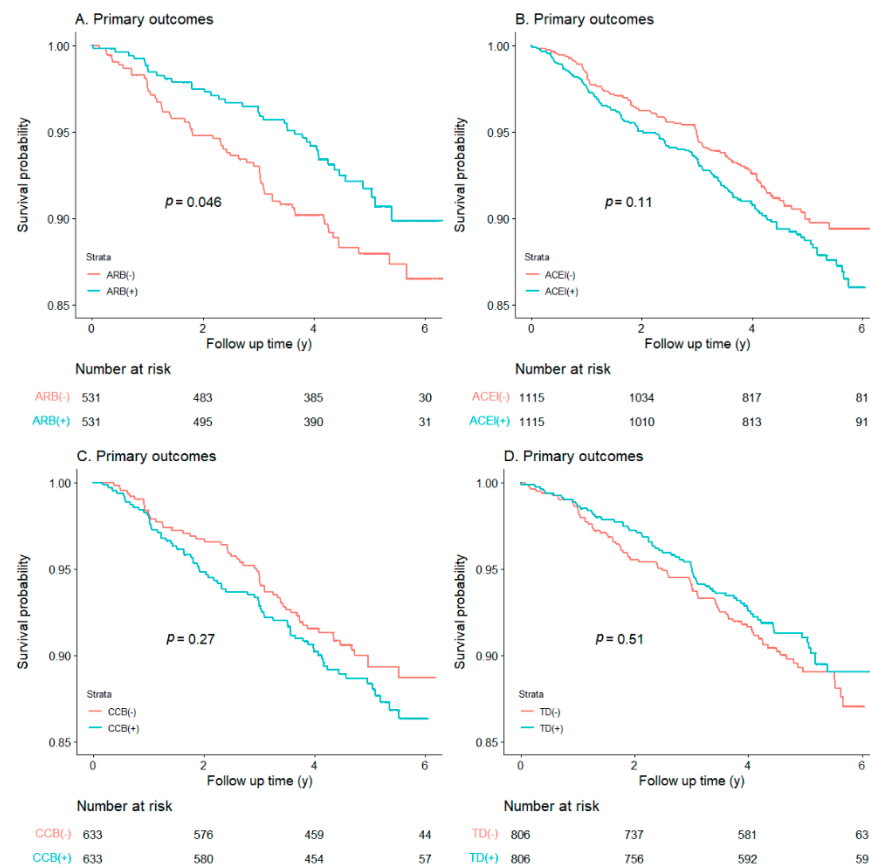 A. Primary outcomes
1.00
0.95
0.90
0.85
Survival probability
p = 0.046
Strata
ARB(-)
ARB(+)
0 2 4 6
Follow up time (y)
Number at risk
ARB(-) 531 483 385 30
ARB(+) 531 495 390 31
B. Primary outcomes
1.00
0.95
0.90
0.85
Survival probability
p = 0.11
Strata
ACEI(-)
ACEI(+)
0 2 4 6
Follow up time (y)
Number at risk
ACEI(-) 1115 1034 817 81
ACEI(+) 1115 1010 813 91
C. Primary outcomes
1.00
0.95
0.90
0.85
Survival probability
p = 0.27
Strata
CCB(-)
CCB(+)
0 2 4 6
Follow up time (y)
Number at risk
CCB(-) 633 576 459 44
CCB(+) 633 580 454 57
D. Primary outcomes
1.00
0.95
0.90
0.85
Survival probability
p = 0.51
Strata
TD(-)
TD(+)
0 2 4 6
Follow up time (y)
Number at risk
TD(-) 806 737 581 63
TD(+) 806 756 592 59